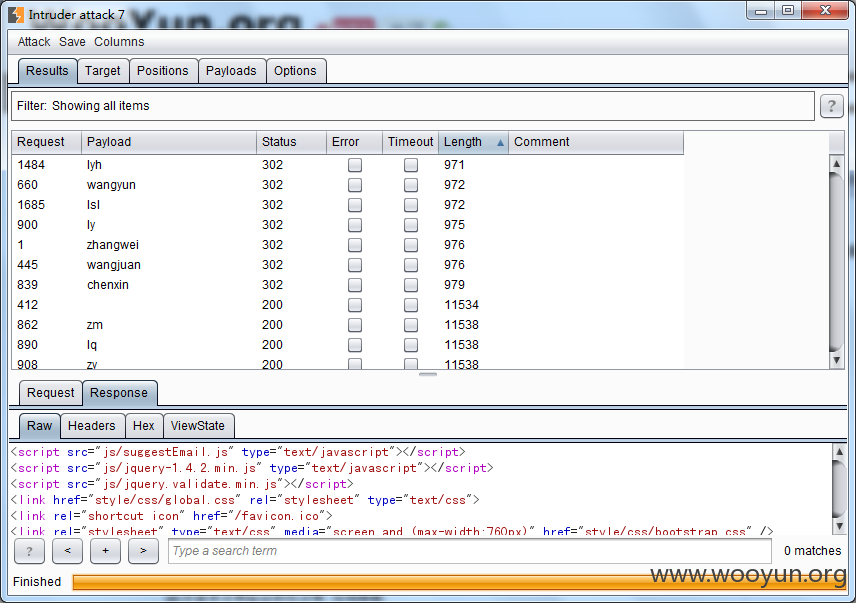 Intruder attack 7
Attack Save Columns
Results Target Positions Payloads Options
Filter: Showing all items ?
Request Payload Status Error Timeout Length Comment
1484 lyh 302 971
660 wangyun 302 972
1685 lsl 302 972
900 ly 302 975
1 zhangwei 302 976
445 wangjuan 302 976
839 chenxin 302 979
412 200 11534
862 zm 200 11538
890 lq 200 11538
908 zy 200 11538
Request Response
Raw Headers Hex ViewState
<script src="js/suggestEmail.js" type="text/javascript"></script>
<script src="js/jquery-1.4.2.min.js" type="text/javascript"></script>
<script src="js/jquery.validate.min.js"></script>
<link href="style/css/global.css" rel="stylesheet" type="text/css">
<link rel="shortcut icon" href="/favicon.ico">
<link rel="stylesheet" type="text/css" media="screen and (max-width:760px)" href="style/css/bootstrap.css" />
? < + > Type a search term 0 matches
Finished
www.wooyun.org